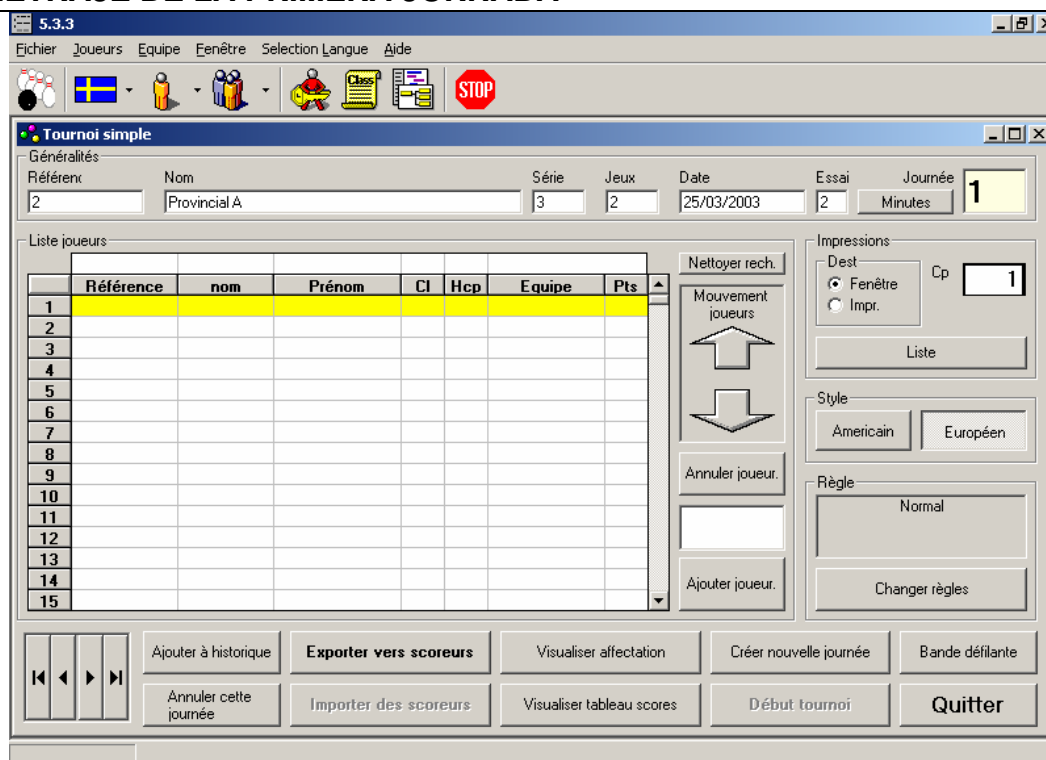 5.3.3
Fichier Joueurs Equipe Fenêtre Selection Langue Aide
Class
STOP
Tournoi simple
Généralités
Référenc Nom Série Jeux Date Essai Journée
2 Provincial A 3 2 25/03/2003 2 Minutes 1
Liste joueurs
Référence nom Prénom Cl Hcp Equipe Pts
1
2
3
4
5
6
7
8
9
10
11
12
13
14
15
Nettoyer rech.
Mouvement
joueurs
Annuler joueur.
Ajouter joueur.
Impressions
Dest
Fenêtre
Impr.
Cp 1
Liste
Style
Americain Européen
Règle
Normal
Changer règles
Ajouter à historique Exporter vers scoreurs Visualiser affectation Créer nouvelle journée Bande défilante
Annuler cette
journée
Importer des scoreurs Visualiser tableau scores Début tournoi Quitter